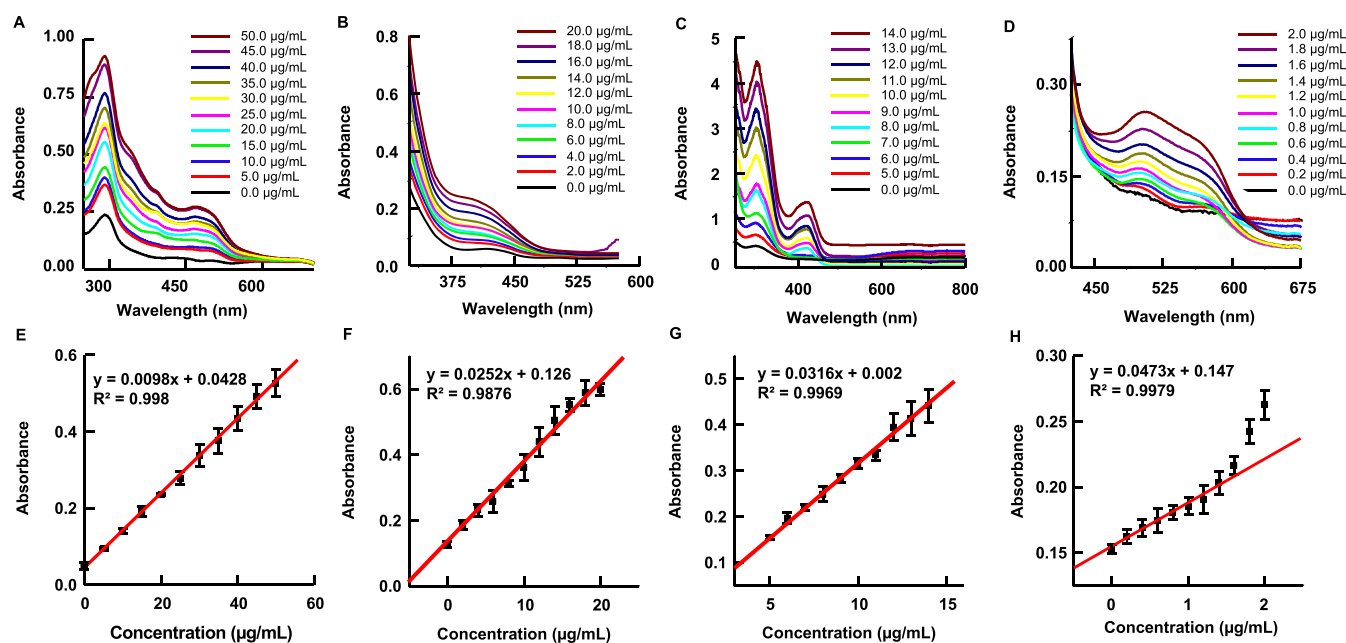 A
1.00
0.75
0.50
0.25
0.00
Absorbance
300
450
600
Wavelength (nm)
50.0 µg/mL
45.0 µg/mL
40.0 µg/mL
35.0 µg/mL
30.0 µg/mL
25.0 µg/mL
20.0 µg/mL
15.0 µg/mL
10.0 µg/mL
5.0 µg/mL
0.0 µg/mL
B
0.8
0.6
0.4
0.2
0.0
Absorbance
375
450
525
600
Wavelength (nm)
20.0 µg/mL
18.0 µg/mL
16.0 µg/mL
14.0 µg/mL
12.0 µg/mL
10.0 µg/mL
8.0 µg/mL
6.0 µg/mL
4.0 µg/mL
2.0 µg/mL
0.0 µg/mL
C
5
4
3
2
1
0
Absorbance
400
600
800
Wavelength (nm)
14.0 µg/mL
13.0 µg/mL
12.0 µg/mL
11.0 µg/mL
10.0 µg/mL
9.0 µg/mL
8.0 µg/mL
7.0 µg/mL
6.0 µg/mL
5.0 µg/mL
0.0 µg/mL
D
0.30
0.15
0.00
Absorbance
450
525
600
675
Wavelength (nm)
2.0 µg/mL
1.8 µg/mL
1.6 µg/mL
1.4 µg/mL
1.2 µg/mL
1.0 µg/mL
0.8 µg/mL
0.6 µg/mL
0.4 µg/mL
0.2 µg/mL
0.0 µg/mL
E
0.6
0.4
0.2
0.0
Absorbance
y = 0.0098x + 0.0428
R² = 0.998
0
20
40
60
Concentration (µg/mL)
F
0.6
0.4
0.2
0.0
Absorbance
y = 0.0252x + 0.126
R² = 0.9876
0
10
20
Concentration (µg/mL)
G
0.5
0.4
0.3
0.2
0.1
Absorbance
y = 0.0316x + 0.002
R² = 0.9969
5
10
15
Concentration (µg/mL)
H
0.30
0.25
0.20
0.15
Absorbance
y = 0.0473x + 0.147
R² = 0.9979
0
1
2
Concentration (µg/mL)